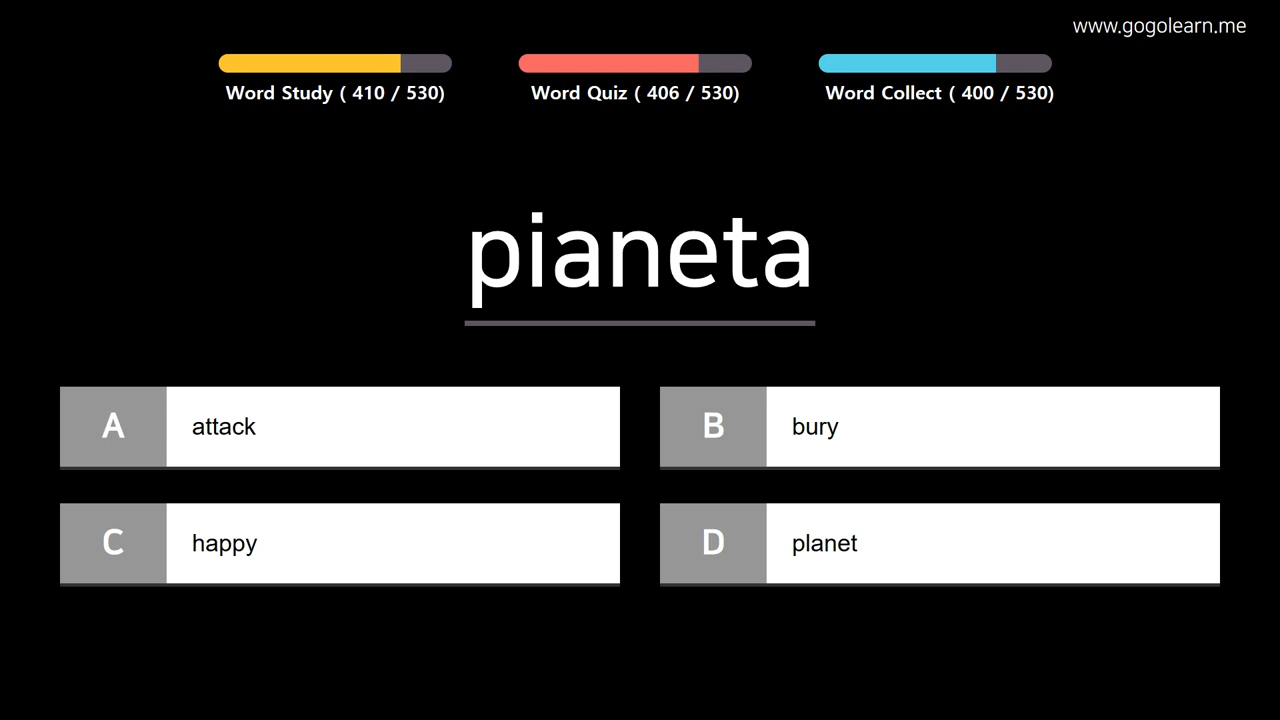 www.gogolearn.me
Word Study ( 410 / 530)
Word Quiz ( 406 / 530)
Word Collect ( 400 / 530)
pianeta
A
attack
B
bury
C
happy
D
planet